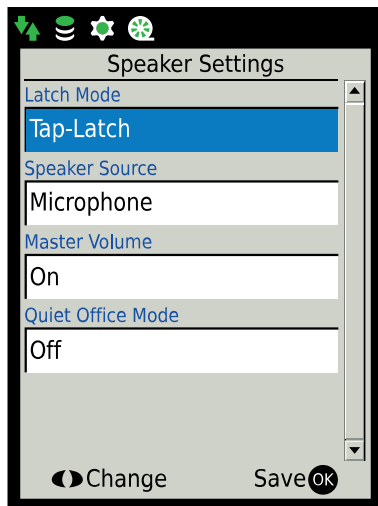 Speaker Settings
Latch Mode
Tap-Latch
Speaker Source
Microphone
Master Volume
On
Quiet Office Mode
Off
Change Save OK